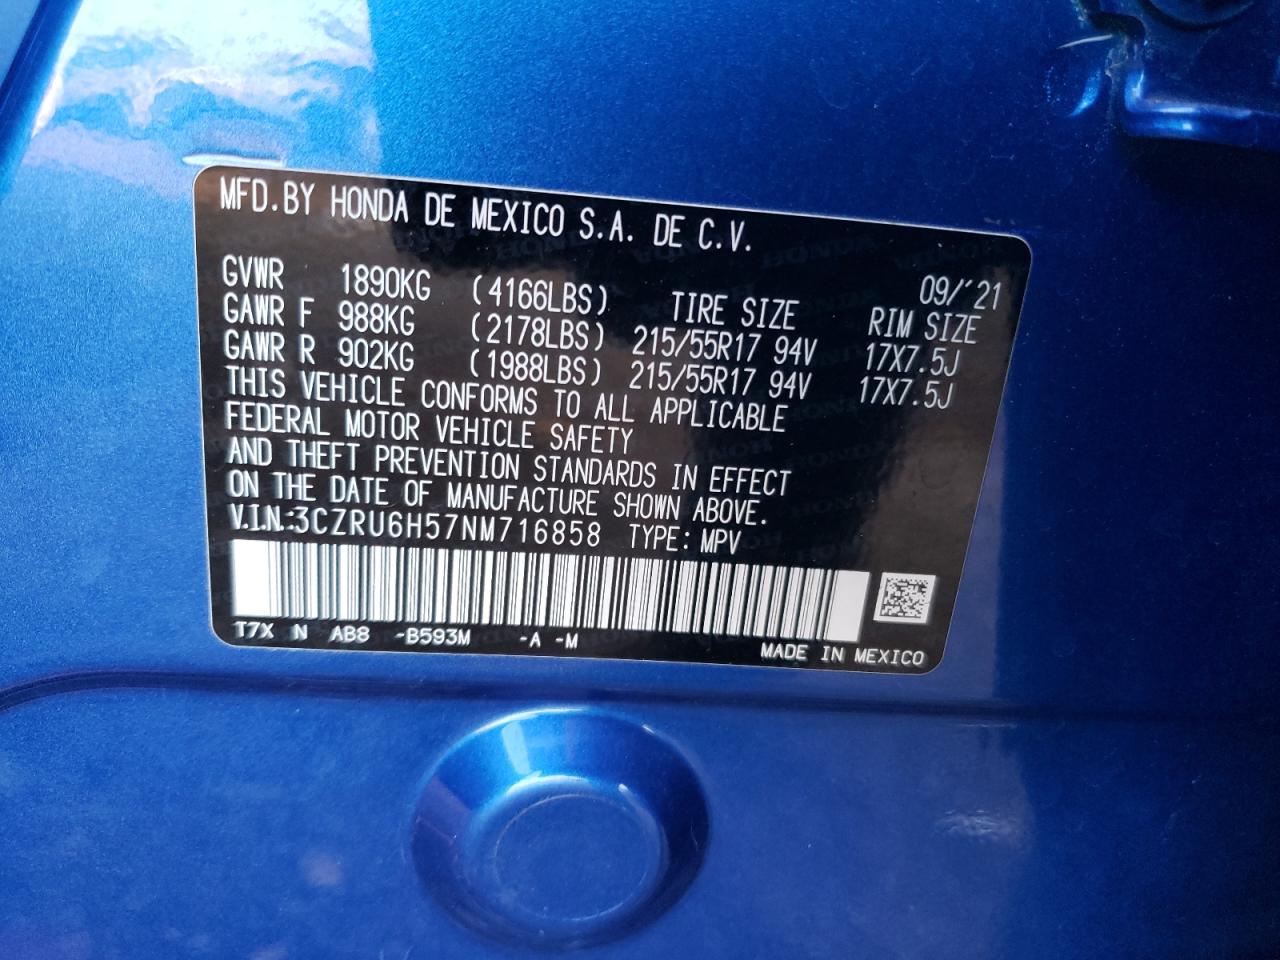 MFD.BY HONDA DE MEXICO S.A. DE C.V.
09/'21
GVWR 1890KG (4166LBS) TIRE SIZE RIM SIZE
GAWR F 988KG (2178LBS) 215/55R17 94V 17X7.5J
GAWR R 902KG (1988LBS) 215/55R17 94V 17X7.5J
THIS VEHICLE CONFORMS TO ALL APPLICABLE
FEDERAL MOTOR VEHICLE SAFETY
AND THEFT PREVENTION STANDARDS IN EFFECT
ON THE DATE OF MANUFACTURE SHOWN ABOVE.
V.I.N.:3CZRU6H57NM716858 TYPE: MPV
T7X N AB8 -B593M -A -M
MADE IN MEXICO